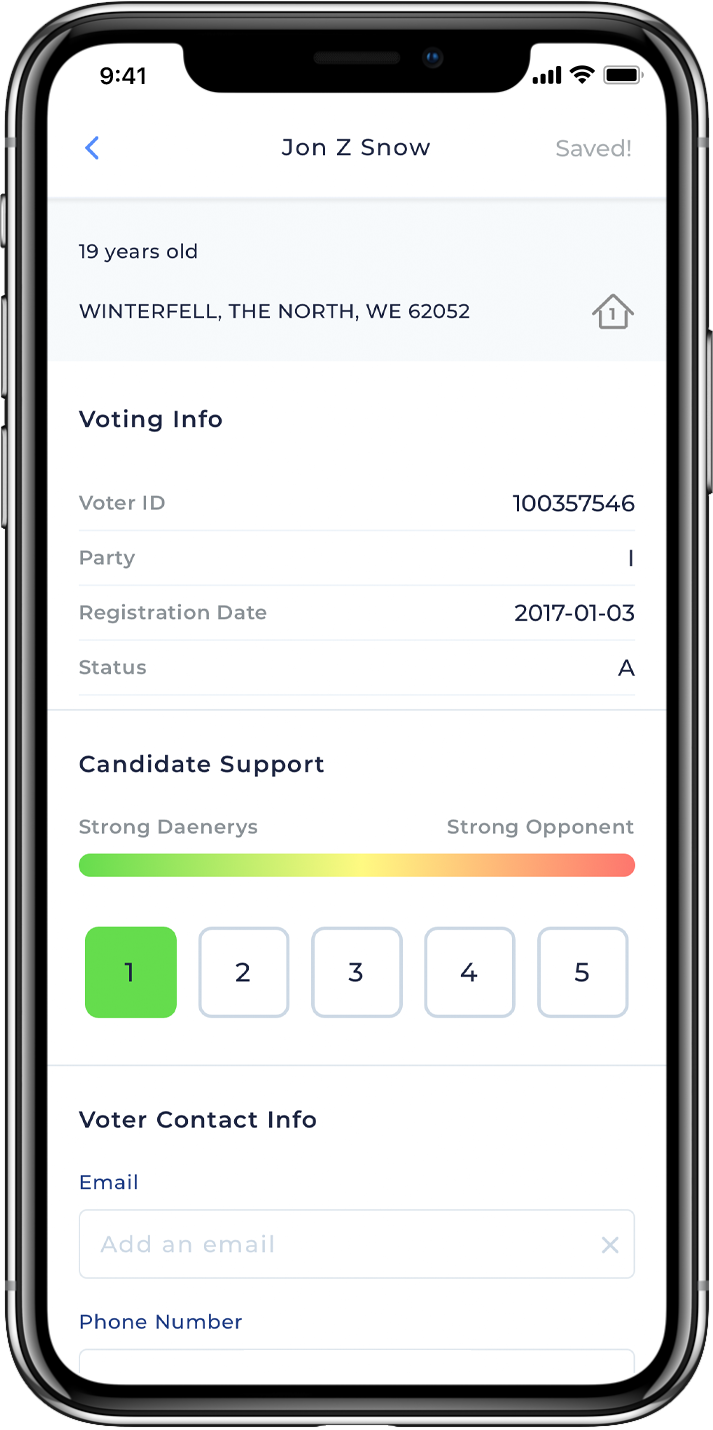 9:41
Jon Z Snow Saved!
19 years old
WINTERFELL, THE NORTH, WE 62052
1
Voting Info
Voter ID 100357546
Party I
Registration Date 2017-01-03
Status A
Candidate Support
Strong Daenerys Strong Opponent
1 2 3 4 5
Voter Contact Info
Email
Add an email
Phone Number